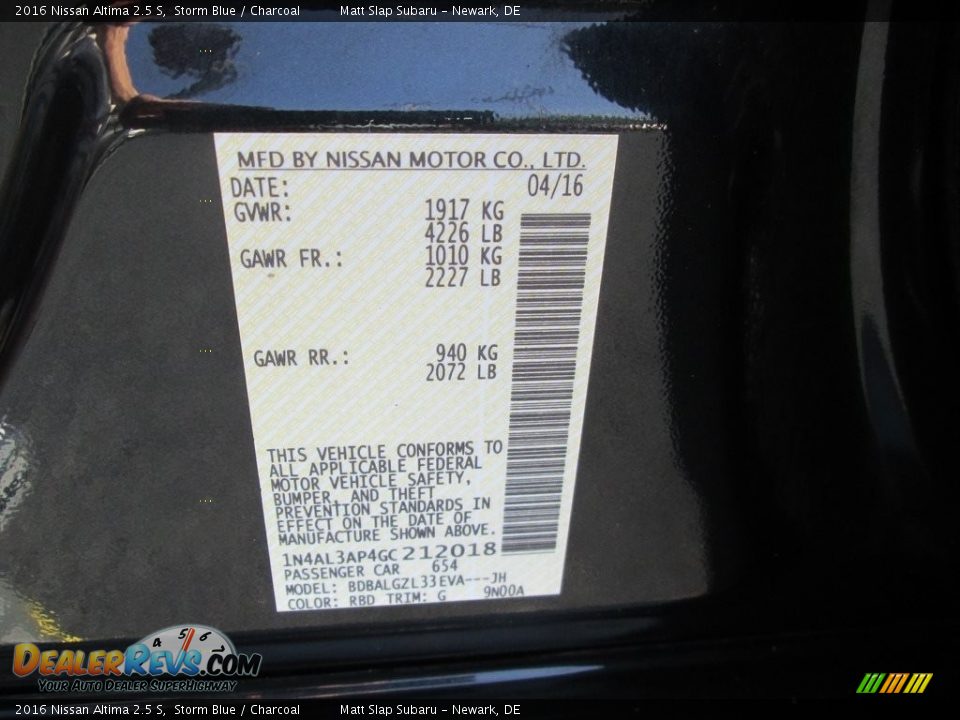 2016 Nissan Altima 2.5 S, Storm Blue / Charcoal Matt Slap Subaru - Newark, DE
MFD BY NISSAN MOTOR CO., LTD.
DATE: 04/16
GVWR: 1917 KG
4226 LB
GAWR FR.: 1010 KG
2227 LB
GAWR RR.: 940 KG
2072 LB
THIS VEHICLE CONFORMS TO
ALL APPLICABLE FEDERAL
MOTOR VEHICLE SAFETY,
BUMPER, AND THEFT
PREVENTION STANDARDS IN
EFFECT ON THE DATE OF
MANUFACTURE SHOWN ABOVE.
1N4AL3AP4GC212018
PASSENGER CAR 654
MODEL: BDBALGZL33EVA---JH
COLOR: RBD TRIM: G 9N00A
4 5 6
DEALERREVS.COM
YOUR AUTO DEALER SUPERHIGHWAY
2016 Nissan Altima 2.5 S, Storm Blue / Charcoal Matt Slap Subaru - Newark, DE